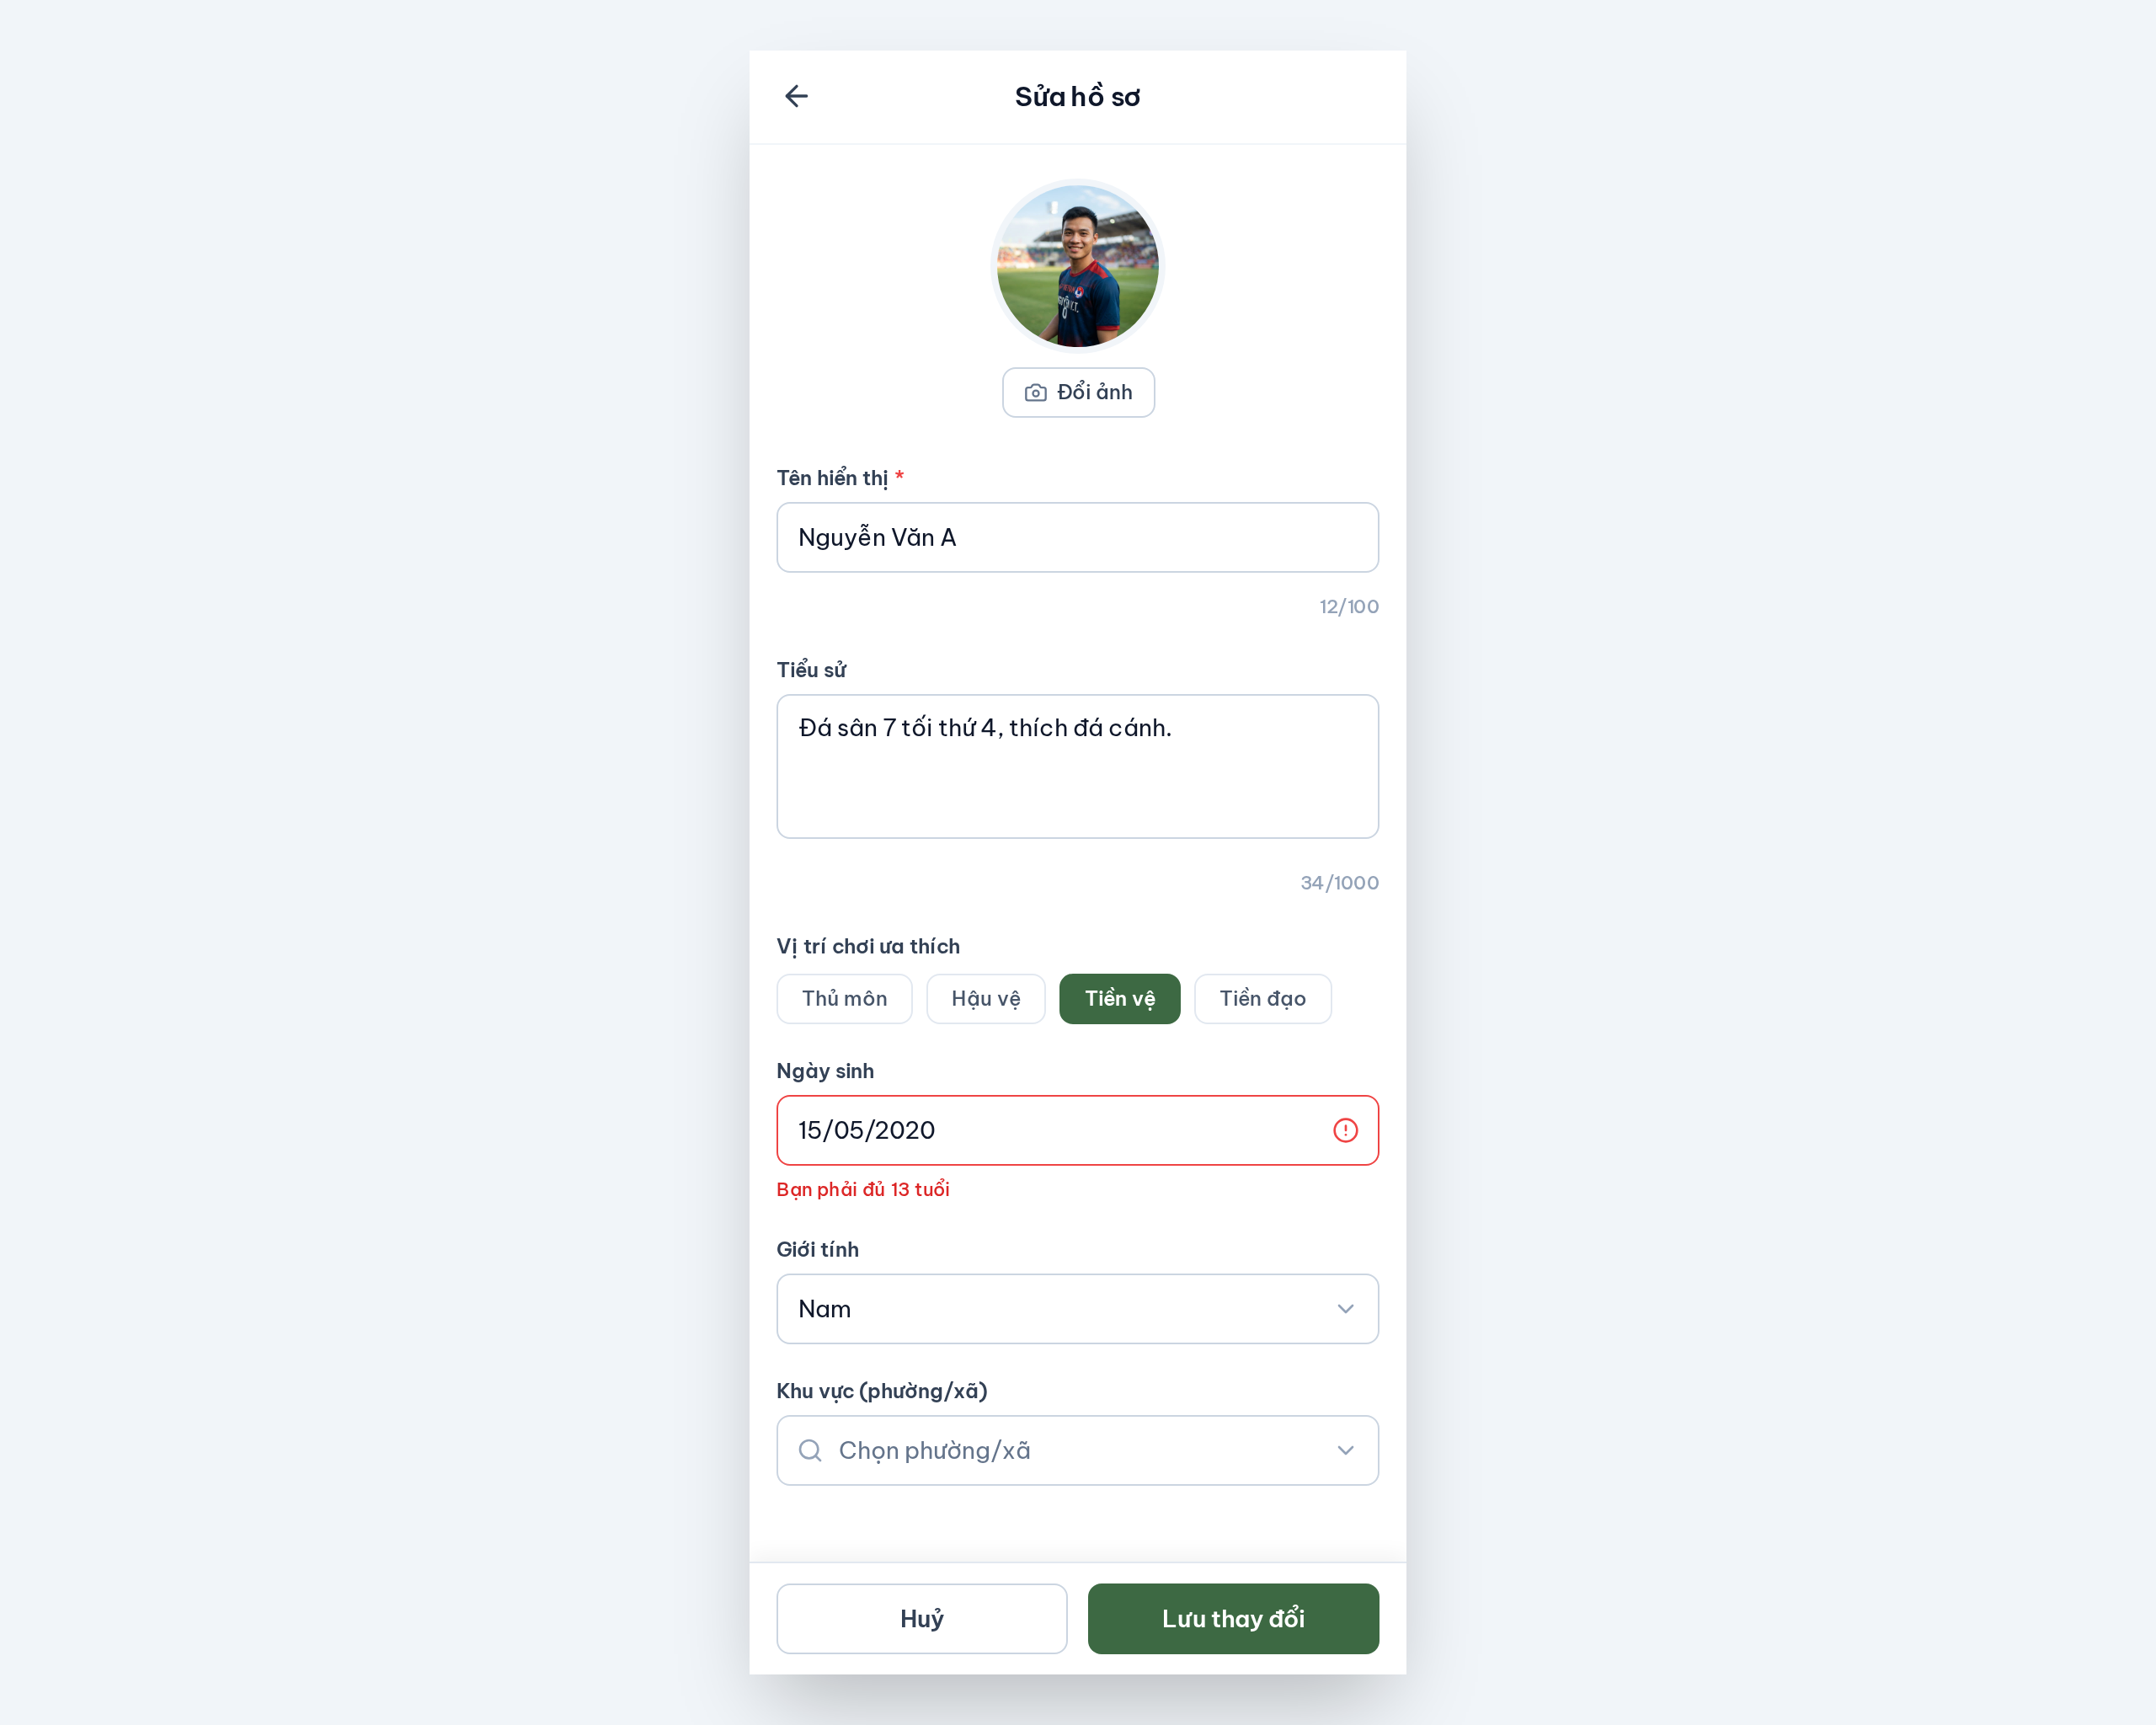 Sửa hồ sơ
Đổi ảnh
Tên hiển thị *
Nguyễn Văn A
12/100
Tiểu sử
Đá sân 7 tối thứ 4, thích đá cánh.
34/1000
Vị trí chơi ưa thích
Thủ môn
Hậu vệ
Tiền vệ
Tiền đạo
Ngày sinh
15/05/2020
Bạn phải đủ 13 tuổi
Giới tính
Nam
Khu vực (phường/xã)
Chọn phường/xã
Huỷ
Lưu thay đổi